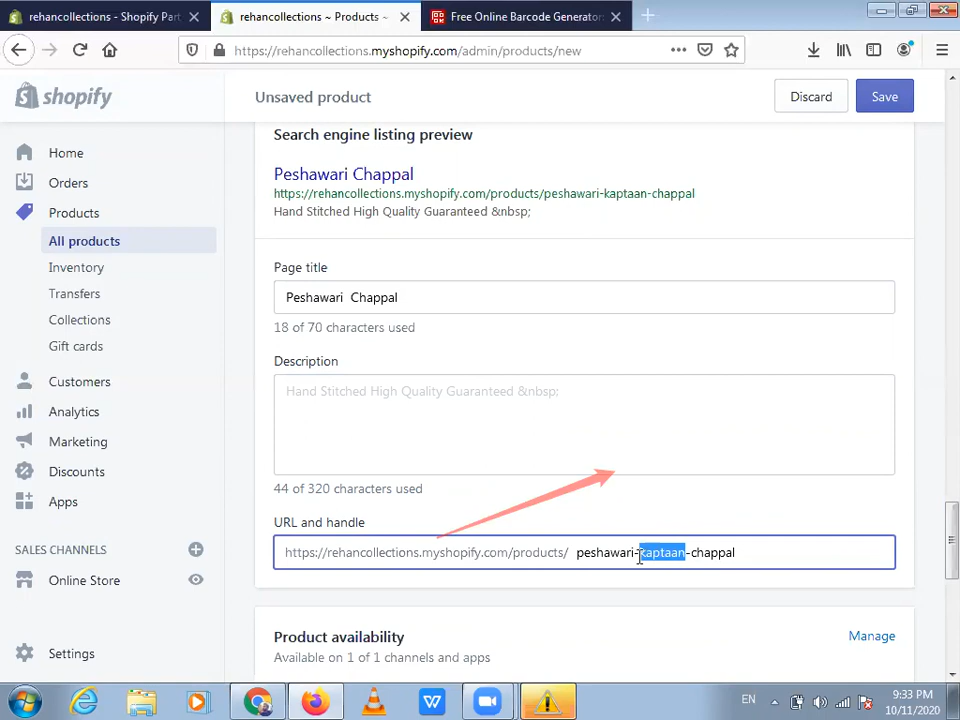 rehancollections - Shopify Part
rehancollections ~ Products ~
Free Online Barcode Generator
https://rehancollections.myshopify.com/admin/products/new
shopify
Unsaved product
Discard
Save
Home
Orders
Products
All products
Inventory
Transfers
Collections
Gift cards
Customers
Analytics
Marketing
Discounts
Apps
SALES CHANNELS
Online Store
Settings
Search engine listing preview
Peshawari Chappal
https://rehancollections.myshopify.com/products/peshawari-kaptaan-chappal
Hand Stitched High Quality Guaranteed &nbsp;
Page title
Peshawari  Chappal
18 of 70 characters used
Description
Hand Stitched High Quality Guaranteed &nbsp;
44 of 320 characters used
URL and handle
https://rehancollections.myshopify.com/products/ peshawari-kaptaan-chappal
Product availability
Manage
Available on 1 of 1 channels and apps
EN
9:33 PM
10/11/2020